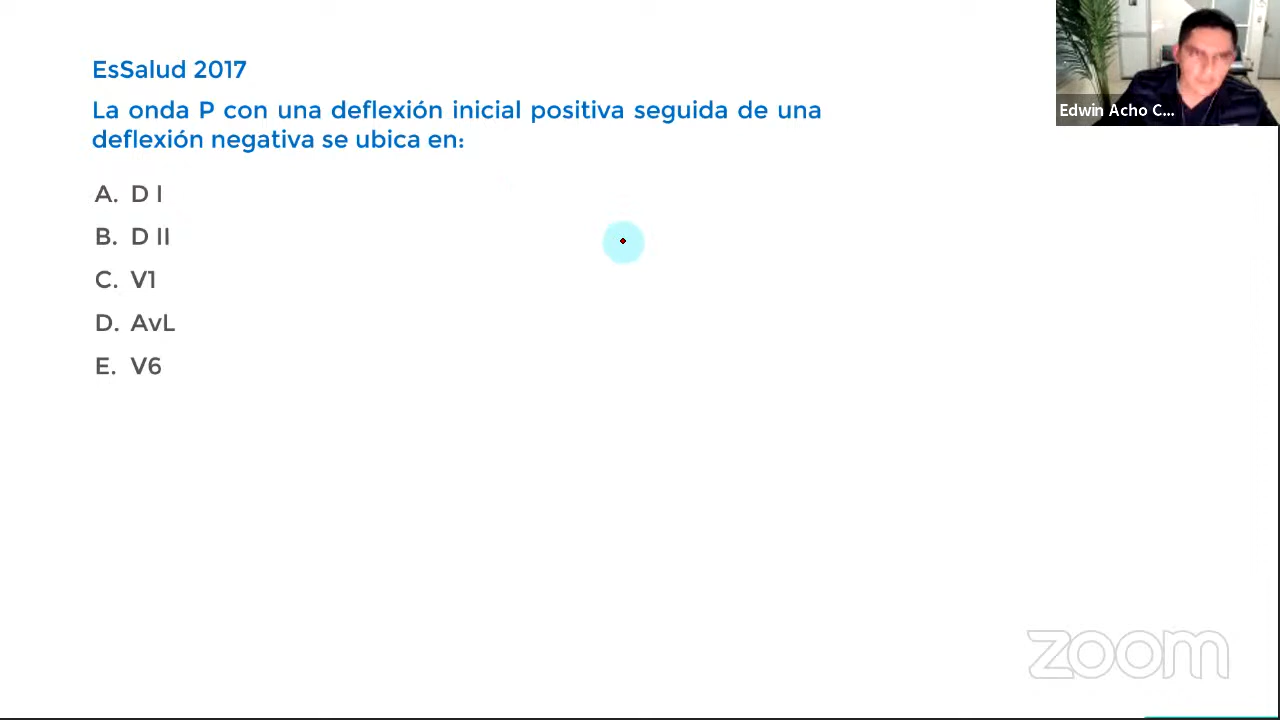 EsSalud 2017
La onda P con una deflexión inicial positiva seguida de una
deflexión negativa se ubica en:
A. D I
B. D II
C. V1
D. AvL
E. V6
Edwin Acho C...
zoom